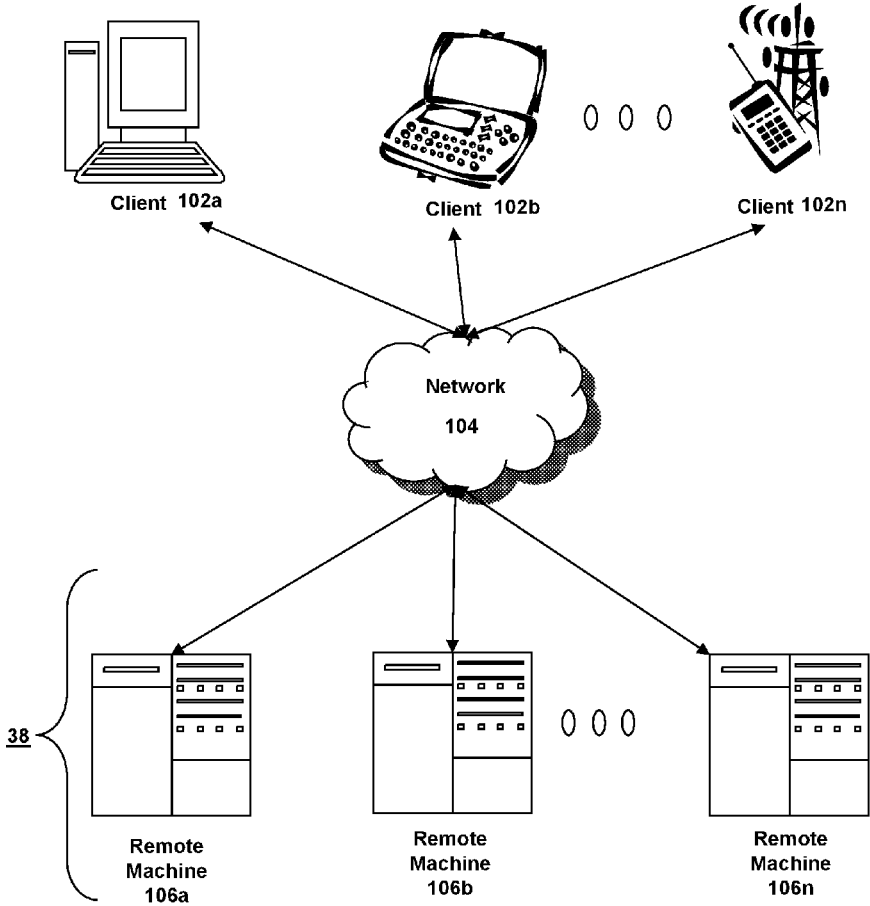 Client 102a
Client 102b
Client 102n
Network
104
38
Remote
Machine
106a
Remote
Machine
106b
Remote
Machine
106n